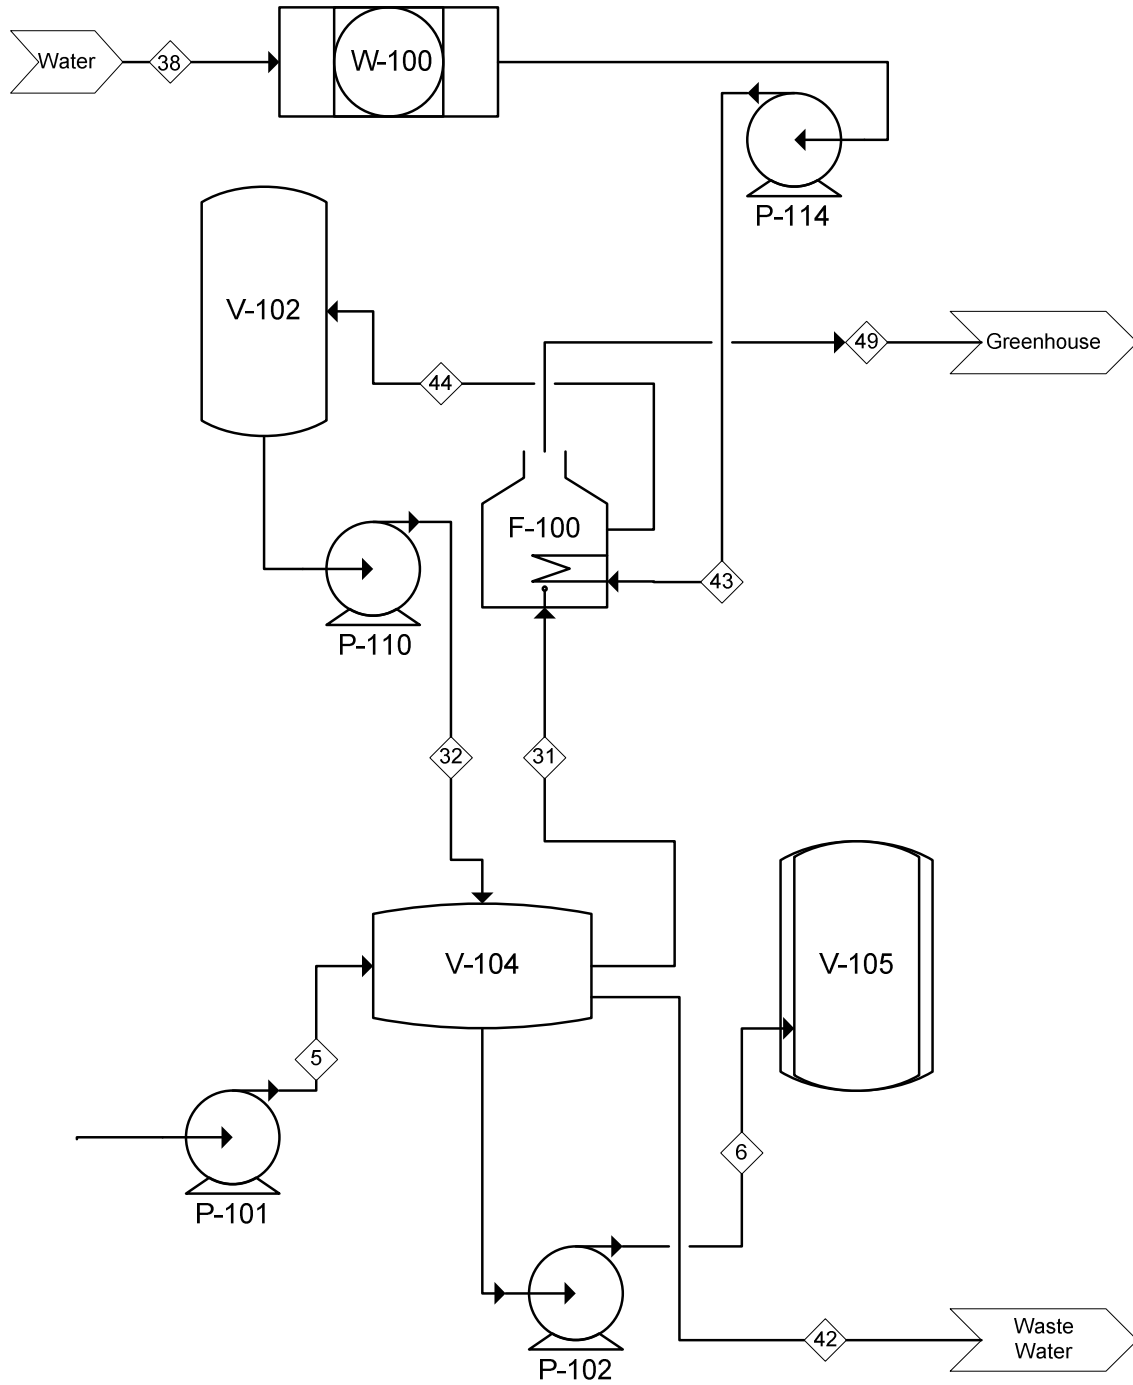 Water
38
W-100
P-114
V-102
49
Greenhouse
44
F-100
43
P-110
32
31
V-104
V-105
5
6
P-101
Waste
Water
42
P-102